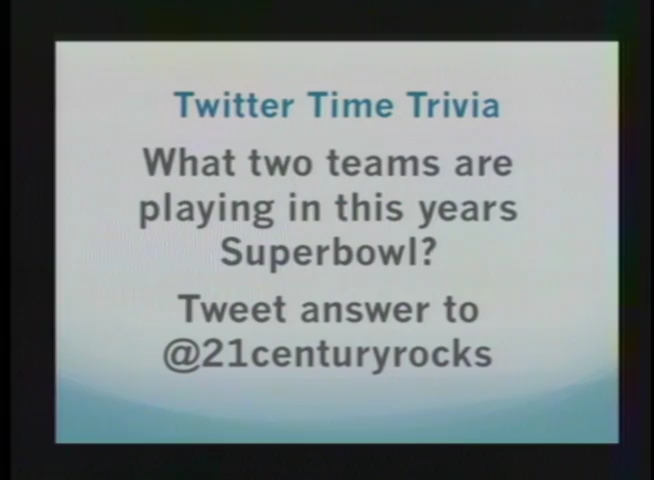 Twitter Time Trivia
What two teams are
playing in this years
Superbowl?
Tweet answer to
@21centuryrocks